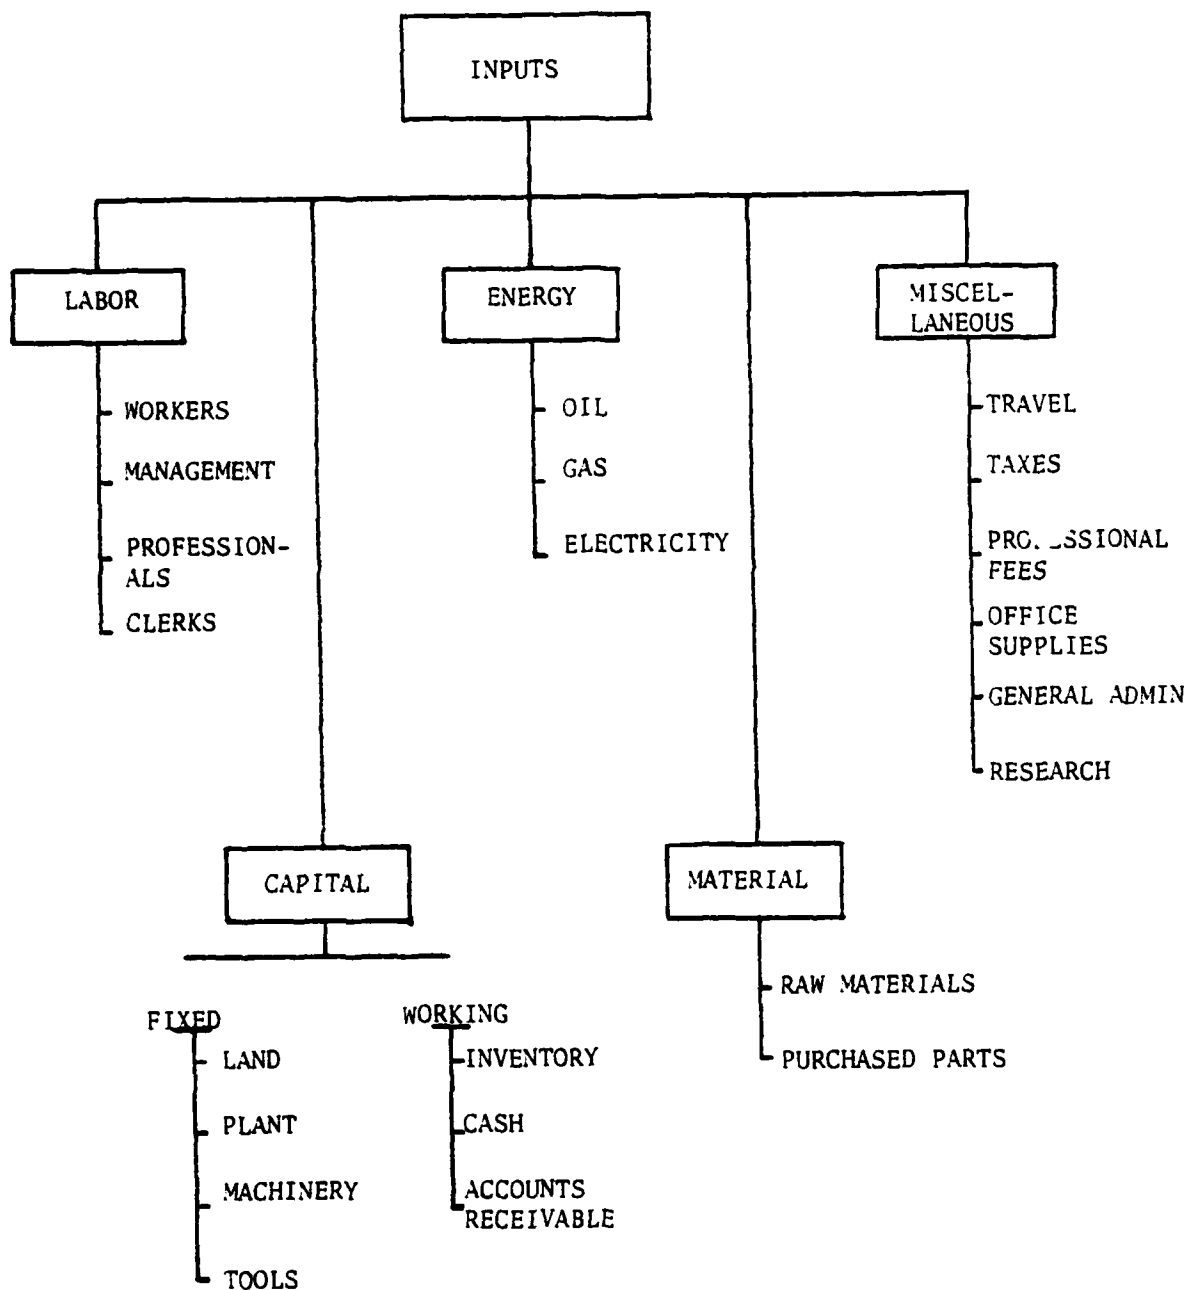 INPUTS
LABOR
WORKERS
MANAGEMENT
PROFESSION-
ALS
CLERKS
ENERGY
OIL
GAS
ELECTRICITY
MISCEL-
LANEOUS
TRAVEL
TAXES
FEES
OFFICE
SUPPLIES
GENERAL ADMIN
RESEARCH
CAPITAL
FIXED
LAND
PLANT
MACHINERY
TOOLS
WORKING
INVENTORY
CASH
ACCOUNTS
RECEIVABLE
MATERIAL
RAW MATERIALS
PURCHASED PARTS